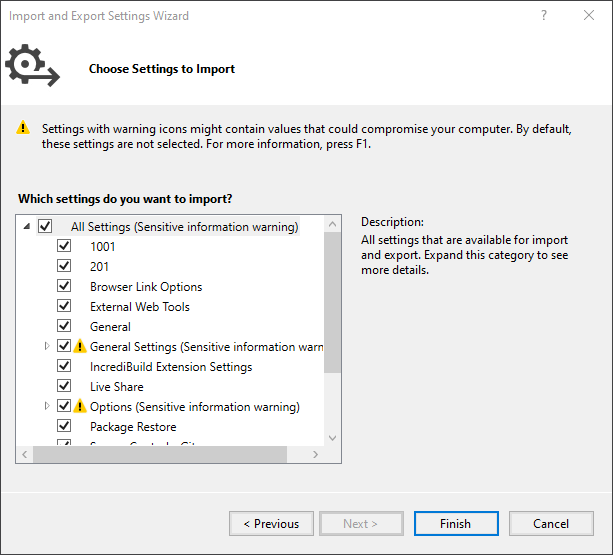 Import and Export Settings Wizard
Choose Settings to Import
Settings with warning icons might contain values that could compromise your computer. By default,
these settings are not selected. For more information, press F1.
Which settings do you want to import?
All Settings (Sensitive information warning)
1001
201
Browser Link Options
External Web Tools
General
General Settings (Sensitive information warn
IncrediBuild Extension Settings
Live Share
Options (Sensitive information warning)
Package Restore
Description:
All settings that are available for import
and export. Expand this category to see
more details.
< Previous
Next >
Finish
Cancel